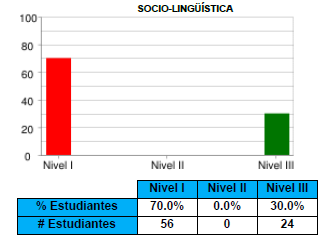 SOCIO-LINGÜÍSTICA
100
80
60
40
20
0
Nivel I Nivel II Nivel III
Nivel I Nivel II Nivel III
% Estudiantes 70.0% 0.0% 30.0%
# Estudiantes 56 0 24